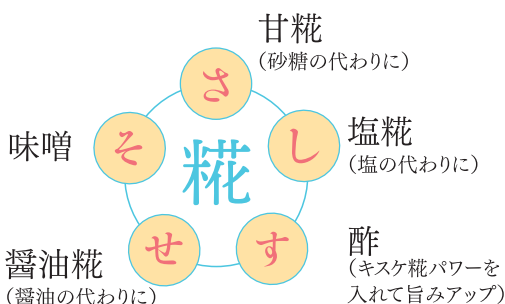 甘糀
（砂糖の代わりに）
さ
し
塩糀
（塩の代わりに）
味噌
そ
糀
す
酢
（キスケ糀パワーを
入れて旨みアップ）
せ
醤油糀
（醤油の代わりに）